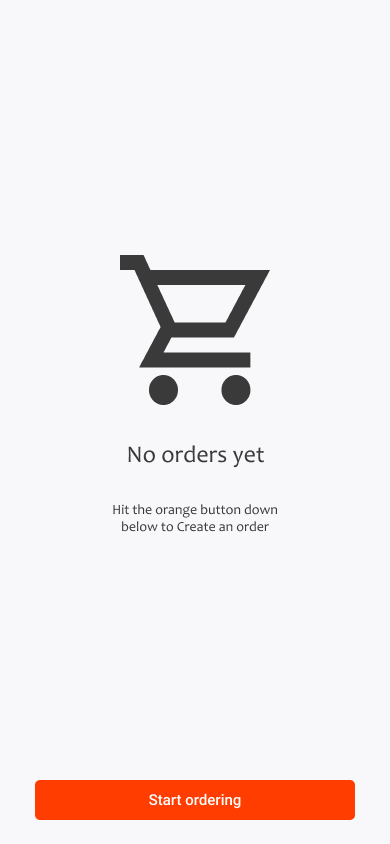 No orders yet
Hit the orange button down
below to Create an order
Start ordering